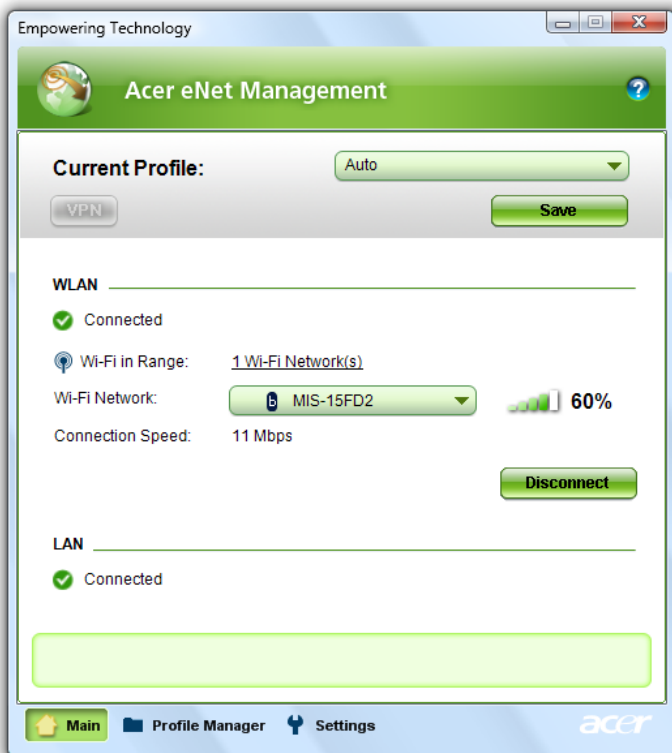 Empowering Technology
Acer eNet Management
?
Current Profile: Auto
VPN Save
WLAN
Connected
Wi-Fi in Range: 1 Wi-Fi Network(s)
Wi-Fi Network: b MIS-15FD2 60%
Connection Speed: 11 Mbps
Disconnect
LAN
Connected
Main Profile Manager Settings acer